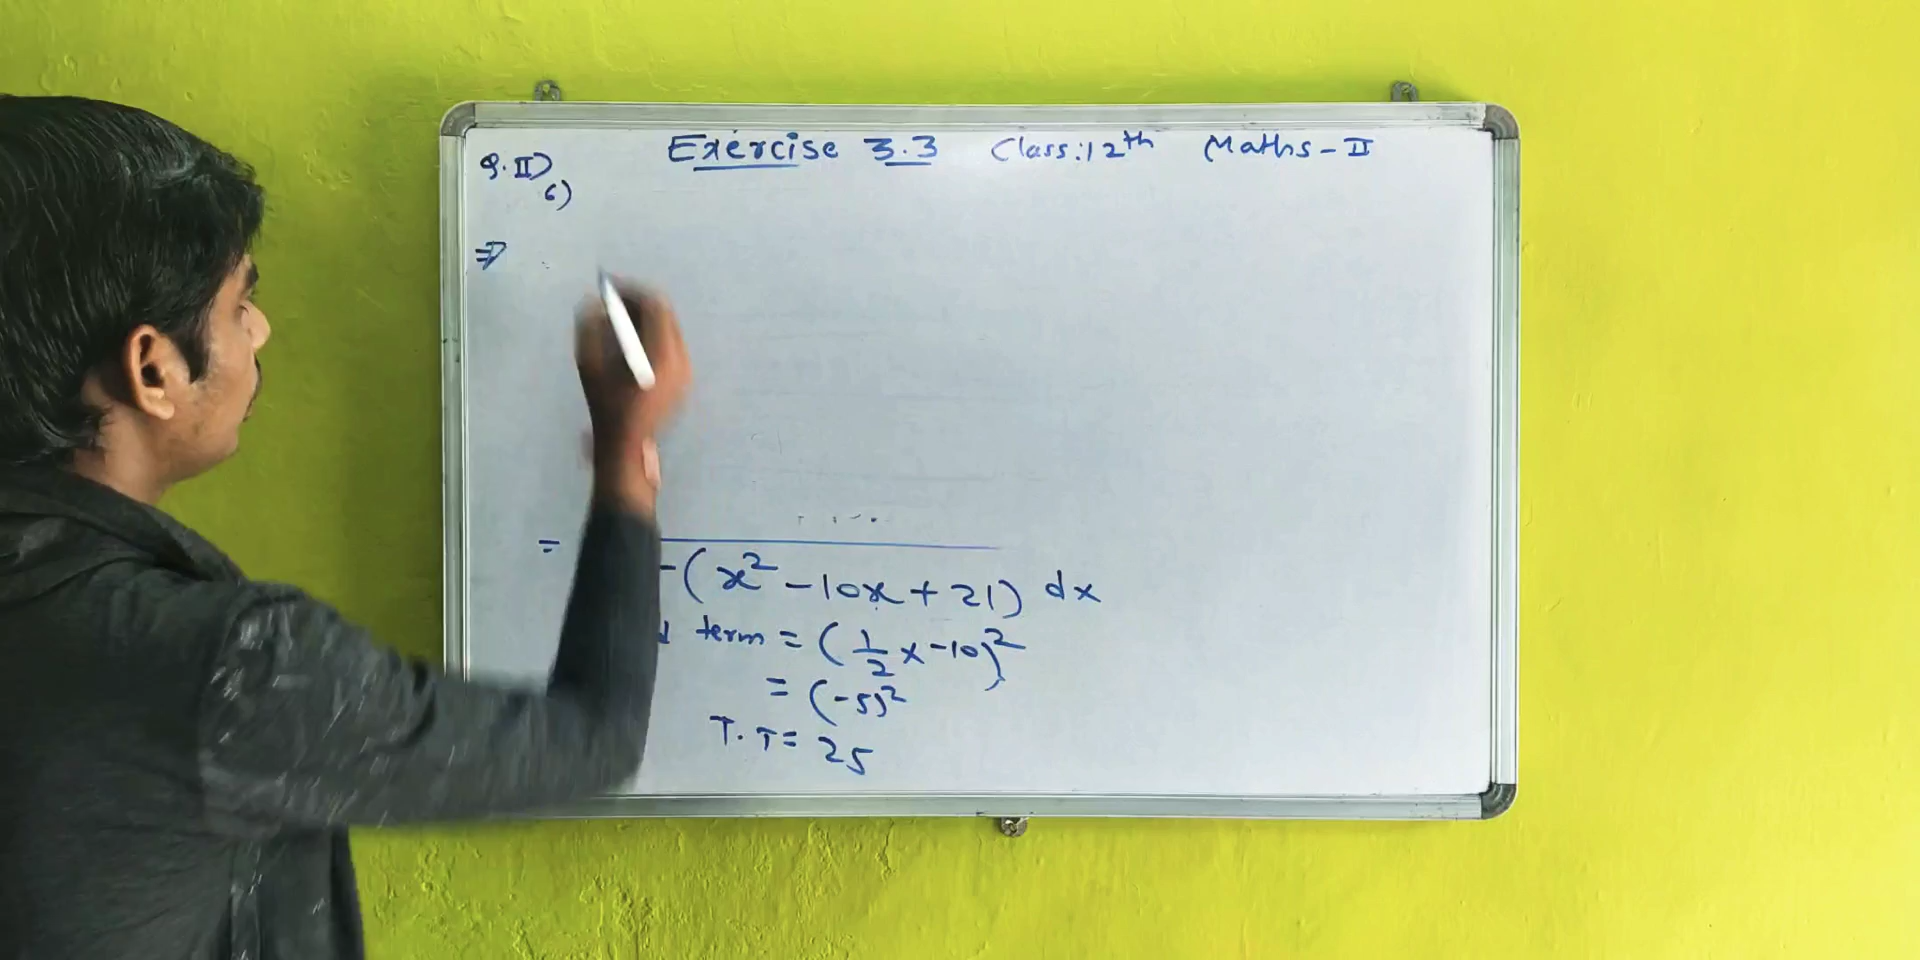 Exercise 3.3 Class:12th Maths-II
Q.II)
6)
⇒
=
-(x²-10x+21) dx
term = (1/2 x-10)²
= (-5)²
T.T = 25